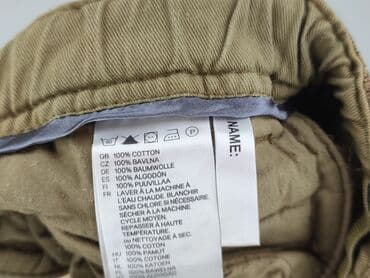 P
GB 100% COTTON
CZ 100% BAVLNA
DE 100% BAUMWOLLE
ES 100% ALGODÓN
FI 100% PUUVILLAA
FR LAVER À LA MACHINE À
L'EAU CHAUDE. BLANCHIR
SANS CHLORE SI NÉCESSAIRE.
SÉCHER À LA MACHINE
CYCLE MOYEN.
REPASSER À HAUTE
TEMPÉRATURE
ou NETTOYAGE À SEC.
100% COTON
HU 100% PAMUT
IT 100% COTONE
NL 100% KATOEN
NAME: